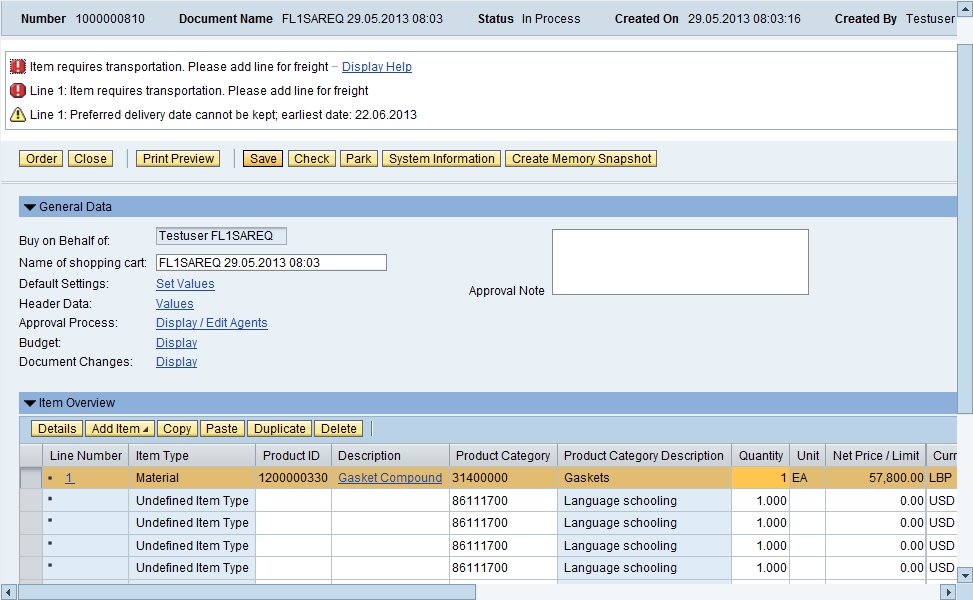 Number 1000000810 Document Name FL1SAREQ 29.05.2013 08:03 Status In Process Created On 29.05.2013 08:03:16 Created By Testuser
Item requires transportation. Please add line for freight – Display Help
Line 1: Item requires transportation. Please add line for freight
Line 1: Preferred delivery date cannot be kept; earliest date: 22.06.2013
Order Close Print Preview Save Check Park System Information Create Memory Snapshot
General Data
Buy on Behalf of: Testuser FL1SAREQ
Name of shopping cart: FL1SAREQ 29.05.2013 08:03
Default Settings: Set Values
Approval Note
Header Data: Values
Approval Process: Display / Edit Agents
Budget: Display
Document Changes: Display
Item Overview
Details Add Item Copy Paste Duplicate Delete
Line Number Item Type Product ID Description Product Category Product Category Description Quantity Unit Net Price / Limit Curr
1 Material 1200000330 Gasket Compound 31400000 Gaskets 1 EA 57,800.00 LBP
Undefined Item Type 86111700 Language schooling 1.000 0.00 USD
Undefined Item Type 86111700 Language schooling 1.000 0.00 USD
Undefined Item Type 86111700 Language schooling 1.000 0.00 USD
Undefined Item Type 86111700 Language schooling 1.000 0.00 USD